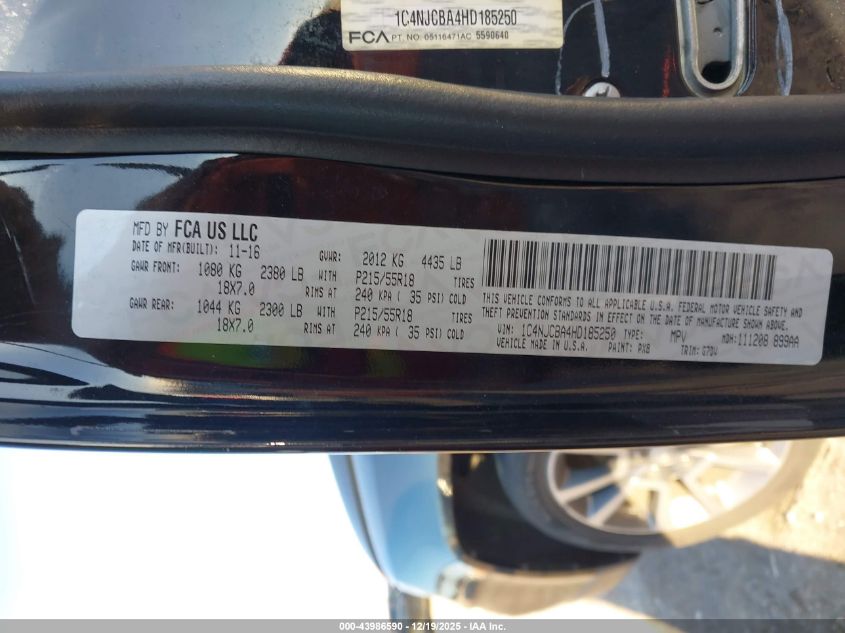 1C4NJCBA4HD185250
FCA PT. NO. 05116471AC 5590640
MFD BY FCA US LLC
DATE OF MFR(BUILT): 11-16 GVWR: 2012 KG 4435 LB
GAWR FRONT: 1080 KG 2380 LB WITH P215/55R18 TIRES
18X7.0 RIMS AT 240 KPA ( 35 PSI) COLD
GAWR REAR: 1044 KG 2300 LB WITH P215/55R18 TIRES
18X7.0 RIMS AT 240 KPA ( 35 PSI) COLD
THIS VEHICLE CONFORMS TO ALL APPLICABLE U.S.A. FEDERAL MOTOR VEHICLE SAFETY AND
THEFT PREVENTION STANDARDS IN EFFECT ON THE DATE OF MANUFACTURE SHOWN ABOVE.
VIN: 1C4NJCBA4HD185250 TYPE: MPV MDH: 111208 899AA
VEHICLE MADE IN U.S.A. PAINT: PX8 TRIM: G7DV
000-43986590 - 12/19/2025 - IAA Inc.